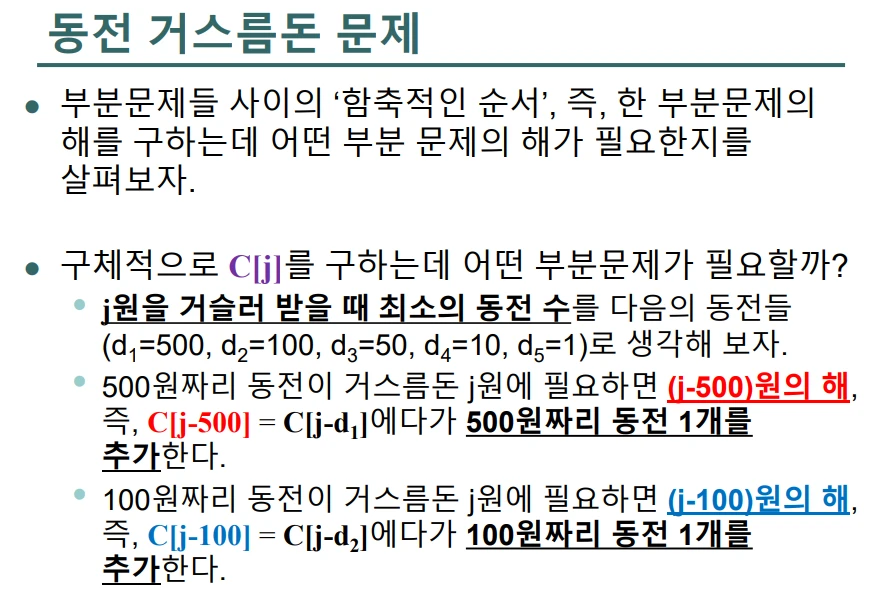 동전 거스름돈 문제
● 부분문제들 사이의 ‘함축적인 순서’, 즉, 한 부분문제의
해를 구하는데 어떤 부분 문제의 해가 필요한지를
살펴보자.
● 구체적으로 C[j]를 구하는데 어떤 부분문제가 필요할까?
● j원을 거슬러 받을 때 최소의 동전 수를 다음의 동전들
(d₁=500, d₂=100, d₃=50, d₄=10, d₅=1)로 생각해 보자.
● 500원짜리 동전이 거스름돈 j원에 필요하면 (j-500)원의 해,
즉, C[j-500] = C[j-d₁]에다가 500원짜리 동전 1개를
추가한다.
● 100원짜리 동전이 거스름돈 j원에 필요하면 (j-100)원의 해,
즉, C[j-100] = C[j-d₂]에다가 100원짜리 동전 1개를
추가한다.